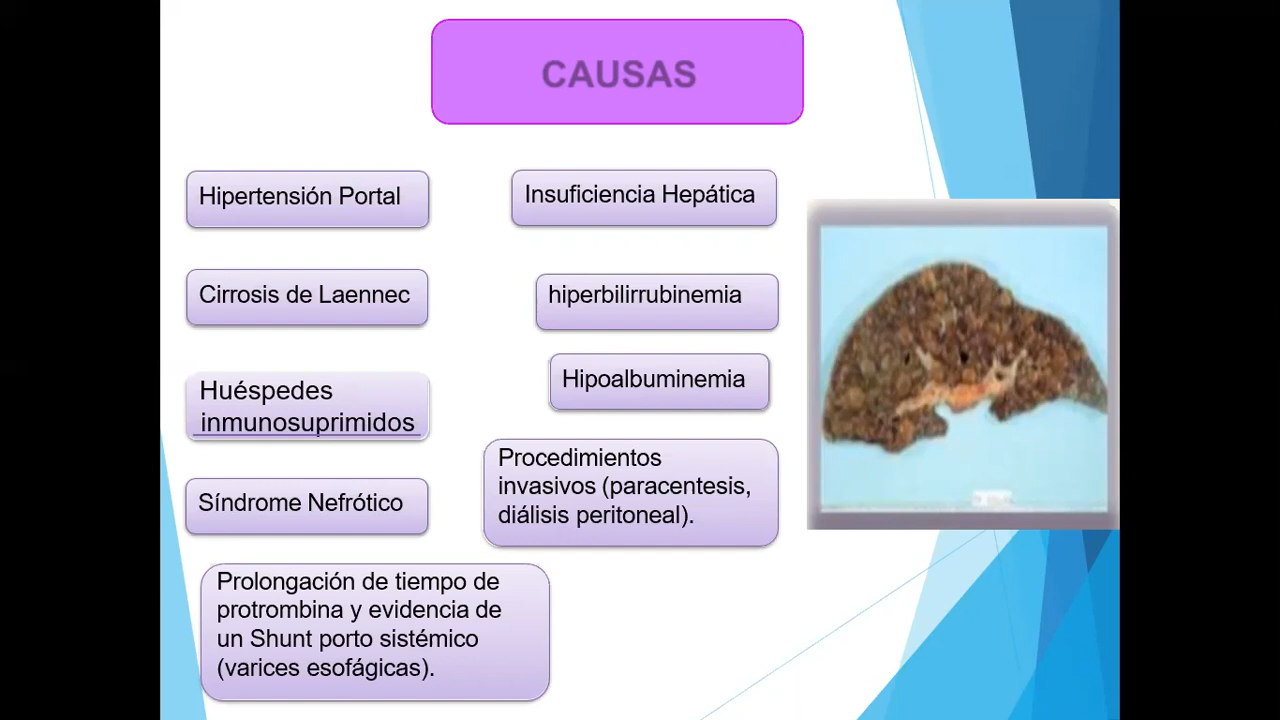 CAUSAS
Hipertensión Portal
Insuficiencia Hepática
Cirrosis de Laennec
hiperbilirrubinemia
Hipoalbuminemia
Huéspedes
inmunosuprimidos
Procedimientos
invasivos (paracentesis,
diálisis peritoneal).
Síndrome Nefrótico
Prolongación de tiempo de
protrombina y evidencia de
un Shunt porto sistémico
(varices esofágicas).